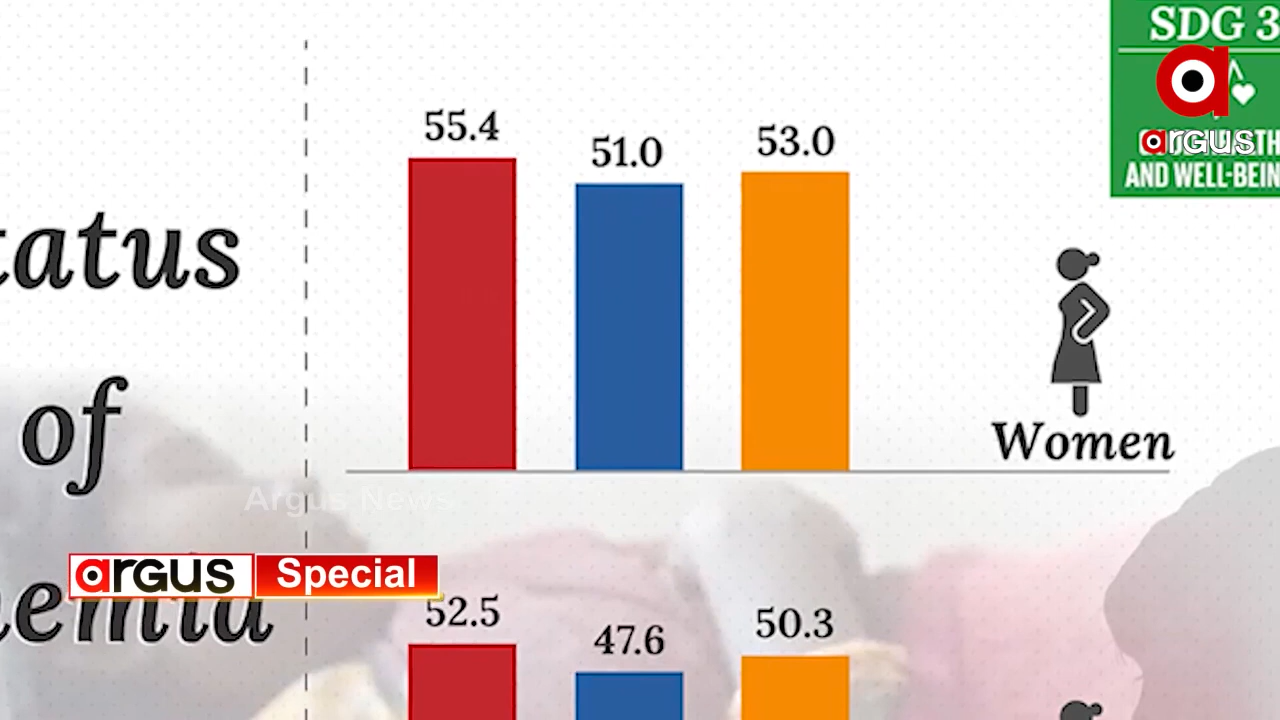 SDG 3
argus
AND WELL-BEIN
55.4
51.0
53.0
tatus
of
Women
Argus News
argus Special
emia
52.5
47.6
50.3